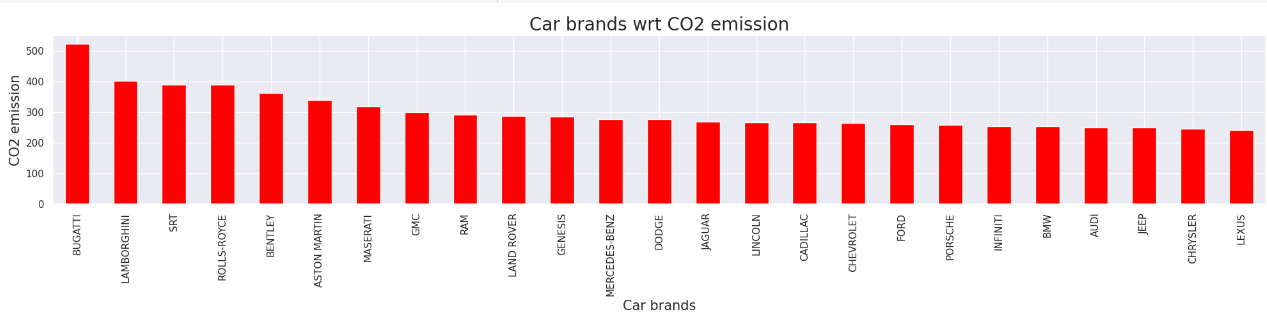 Car brands wrt CO2 emission
CO2 emission
500
400
300
200
100
0
BUGATTI
LAMBORGHINI
SRT
ROLLS-ROYCE
BENTLEY
ASTON MARTIN
MASERATI
GMC
RAM
LAND ROVER
GENESIS
MERCEDES-BENZ
DODGE
JAGUAR
LINCOLN
CADILLAC
CHEVROLET
FORD
PORSCHE
INFINITI
BMW
AUDI
JEEP
CHRYSLER
LEXUS
Car brands